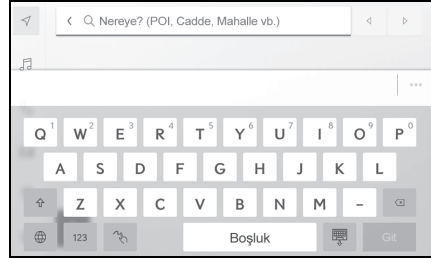 Nereye? (POI, Cadde, Mahalle vb.)
Q 1 W 2 E 3 R 4 T 5 Y 6 U 7 I 8 O 9 P 0
A S D F G H J K L
Z X C V B N M –
123 Boşluk Git